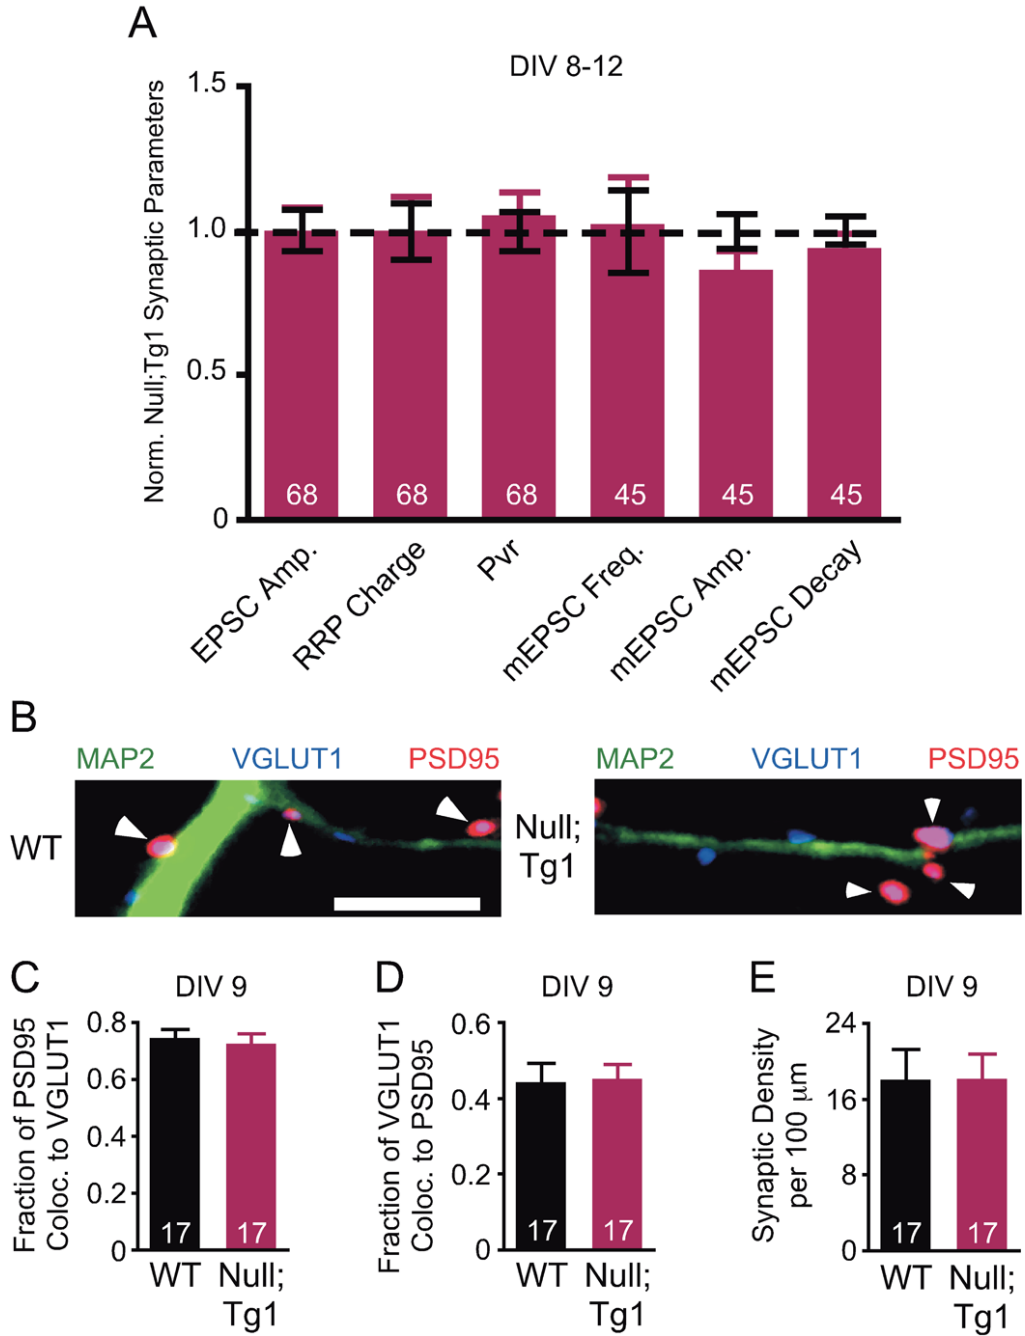 A
DIV 8-12
Norm. Null;Tg1 Synaptic Parameters
1.5
1.0
0.5
0
68
68
68
45
45
45
EPSC Amp.
RRP Charge
Pvr
mEPSC Freq.
mEPSC Amp.
mEPSC Decay
B
MAP2 VGLUT1 PSD95
WT
MAP2 VGLUT1 PSD95
Null;
Tg1
C
DIV 9
Fraction of PSD95
Coloc. to VGLUT1
0.8
0.6
0.4
0.2
0
17
17
WT
Null;
Tg1
D
DIV 9
Fraction of VGLUT1
Coloc. to PSD95
0.6
0.4
0.2
0
17
17
WT
Null;
Tg1
E
DIV 9
Synaptic Density
per 100 μm
24
16
8
0
17
17
WT
Null;
Tg1